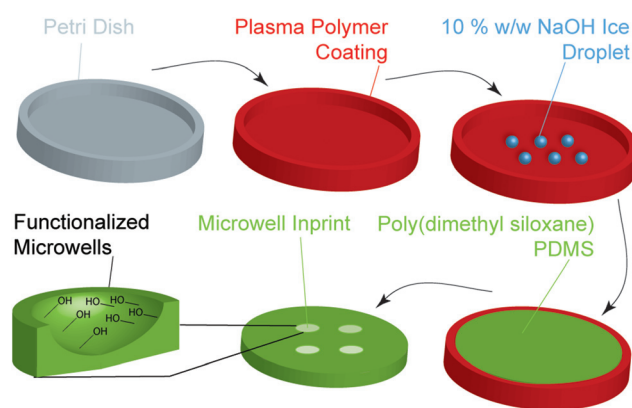 Petri Dish
Plasma Polymer
Coating
10 % w/w NaOH Ice
Droplet
Functionalized
Microwells
Microwell Inprint
Poly(dimethyl siloxane)
PDMS
OH
HO
HO
OH
HO
HO
OH